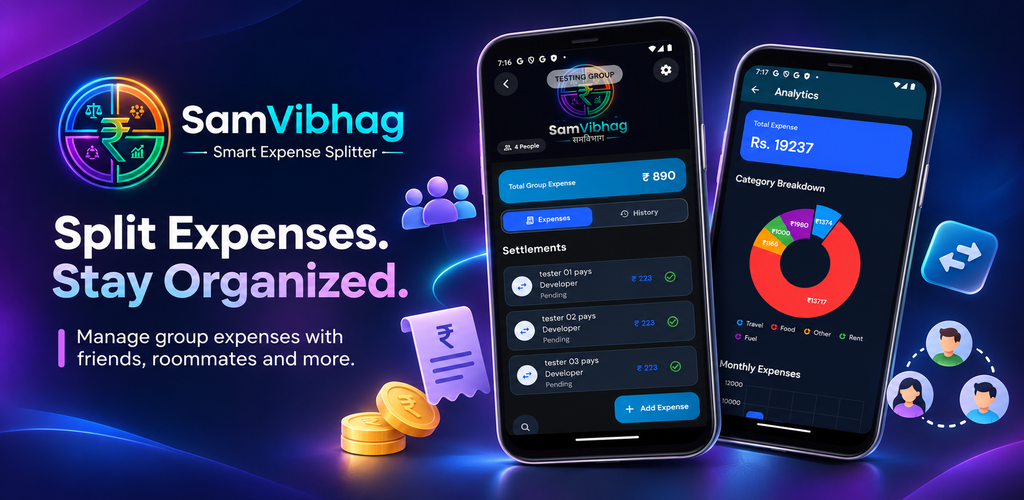 SamVibhag
Smart Expense Splitter
Split Expenses.
Stay Organized.
Manage group expenses with
friends, roommates and more.
₹
₹
₹
7:16
TESTING GROUP
SamVibhag
समविभाग
4 People
Total Group Expense
₹ 890
Expenses
History
Settlements
tester 01 pays
Developer
Pending
₹ 223
tester 02 pays
Developer
Pending
₹ 223
tester 03 pays
Developer
Pending
₹ 223
+ Add Expense
7:17
Analytics
Total Expense
Rs. 19237
Category Breakdown
₹1374
₹1980
₹1000
₹1166
₹13717
Travel
Food
Other
Rent
Fuel
Monthly Expenses
12000
10000